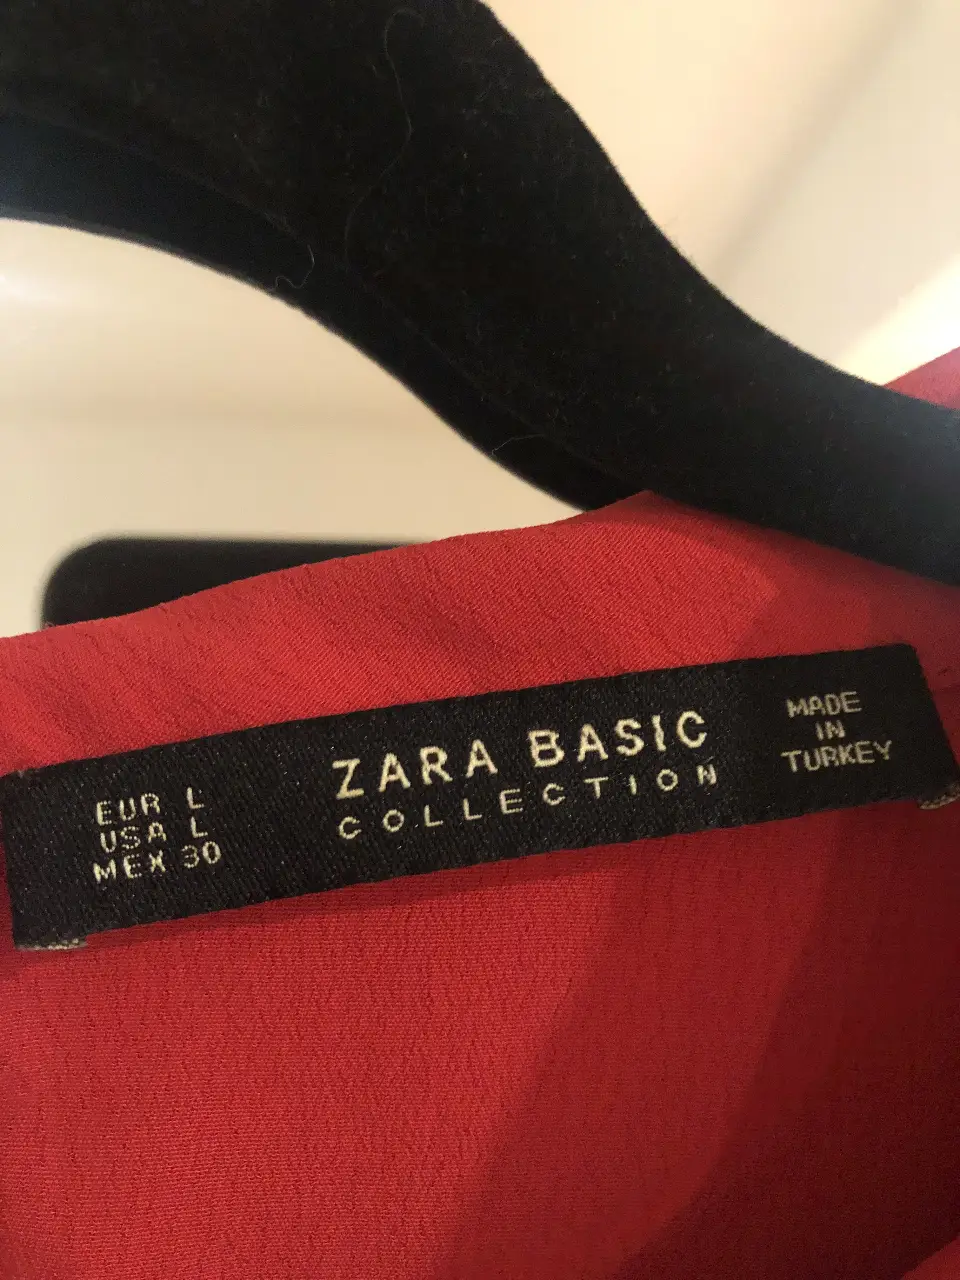 EUR L
USA L
MEX 30
ZARA BASIC
COLLECTION
MADE
IN
TURKEY